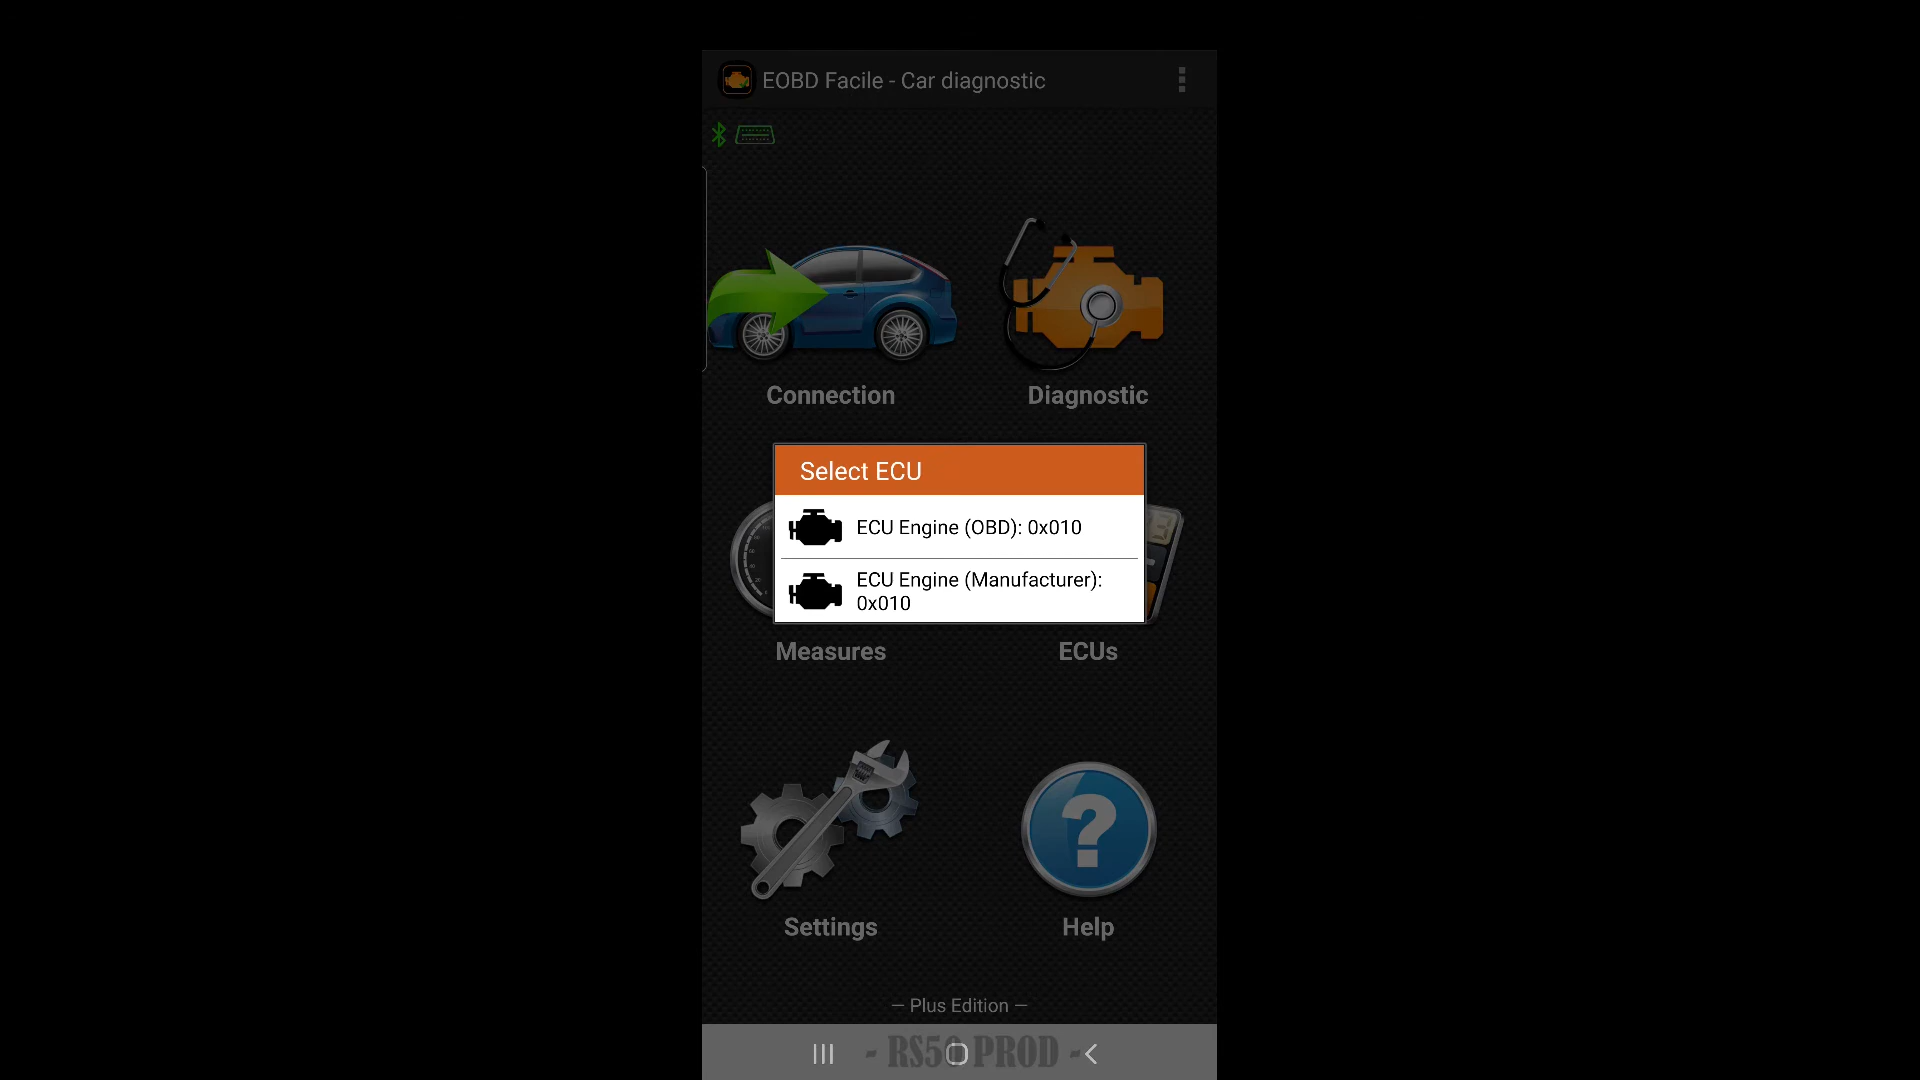 EOBD Facile - Car diagnostic
Connection
Diagnostic
Select ECU
ECU Engine (OBD): 0x010
ECU Engine (Manufacturer):
0x010
Measures
ECUs
Settings
Help
— Plus Edition —
- RS50 PROD -